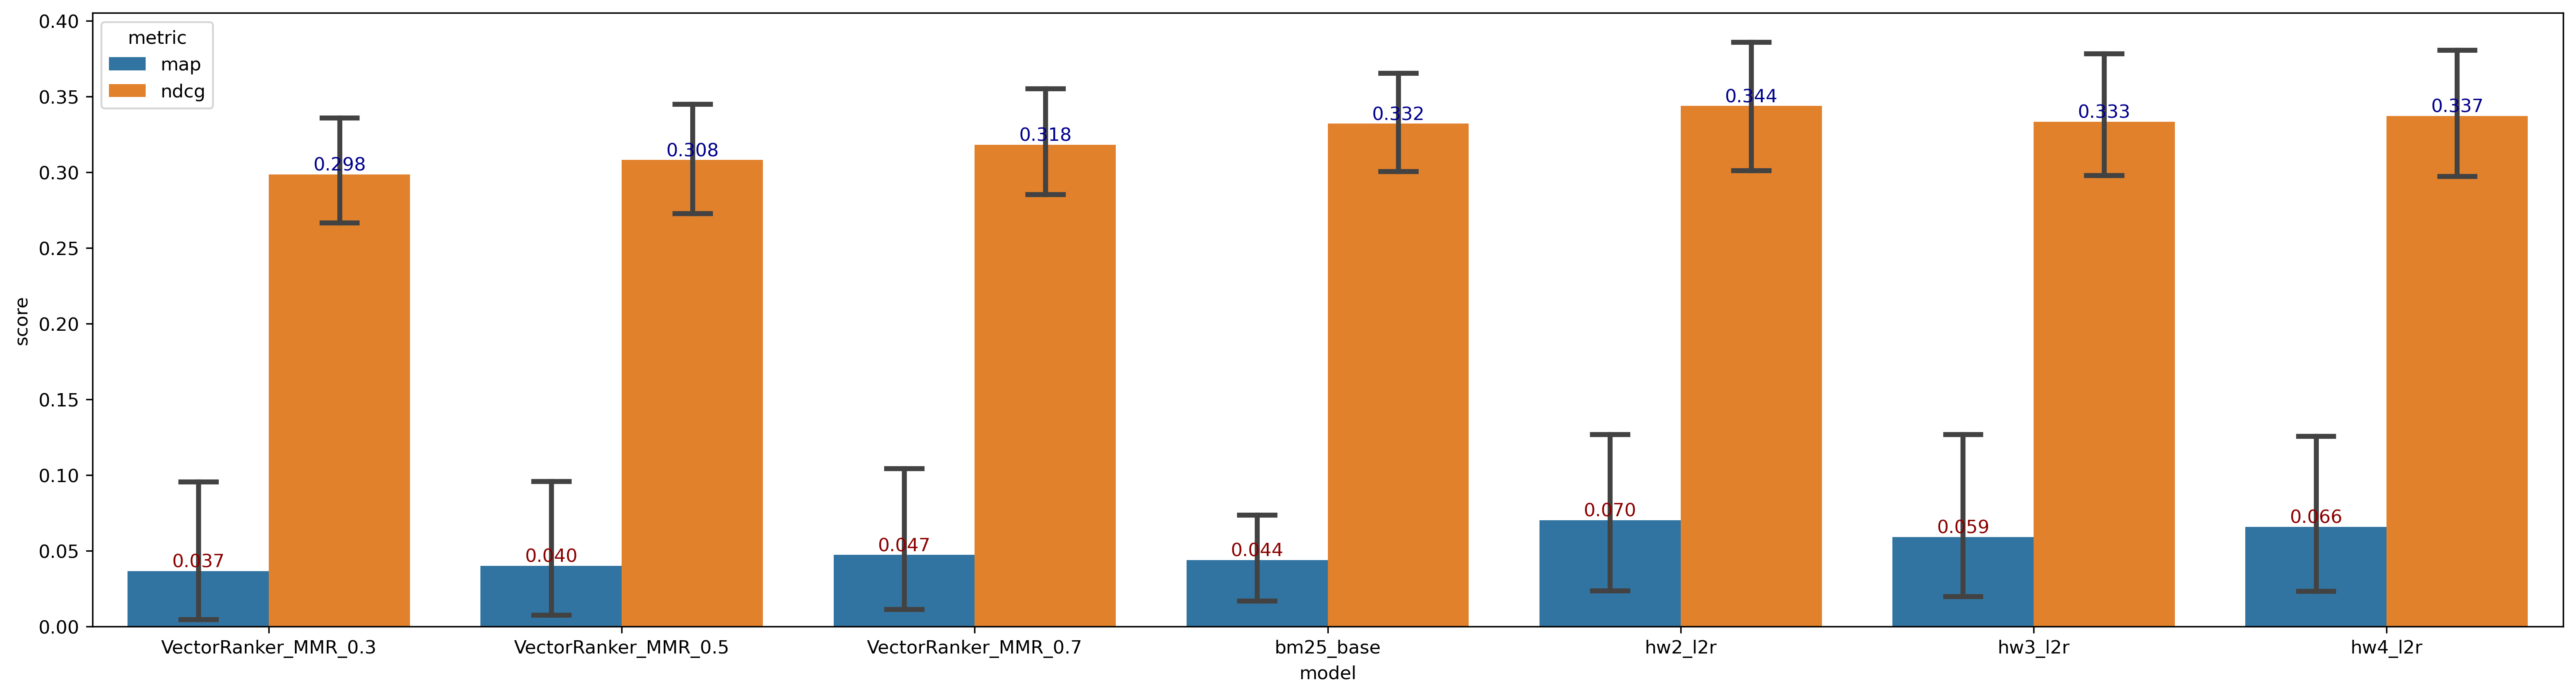 metric
map
ndcg
score
0.40
0.35
0.30
0.25
0.20
0.15
0.10
0.05
0.00
0.037
0.298
0.040
0.308
0.047
0.318
0.044
0.332
0.070
0.344
0.059
0.333
0.066
0.337
VectorRanker_MMR_0.3
VectorRanker_MMR_0.5
VectorRanker_MMR_0.7
bm25_base
hw2_l2r
hw3_l2r
hw4_l2r
model